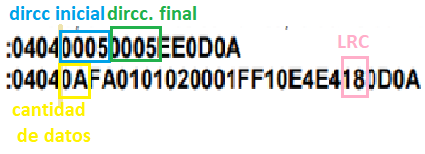 dircc inicial dircc. final
:040400050005EE0D0A
LRC
:04040AFA0101020001FF10E4E4180D0A
cantidad
de datos